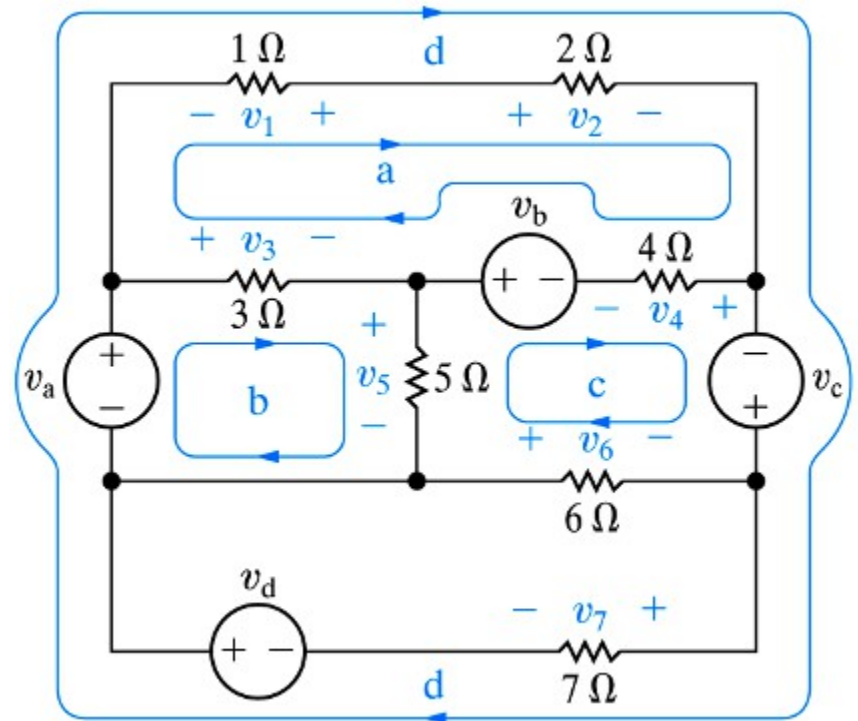 d
1 Ω 2 Ω
− v₁ + + v₂ −
a
+ v₃ − v_b 4 Ω
+ −
3 Ω + − v₄ +
v_a + − b v₅ 5 Ω c − + v_c
− + v₆ −
6 Ω
v_d − v₇ +
+ −
7 Ω
d